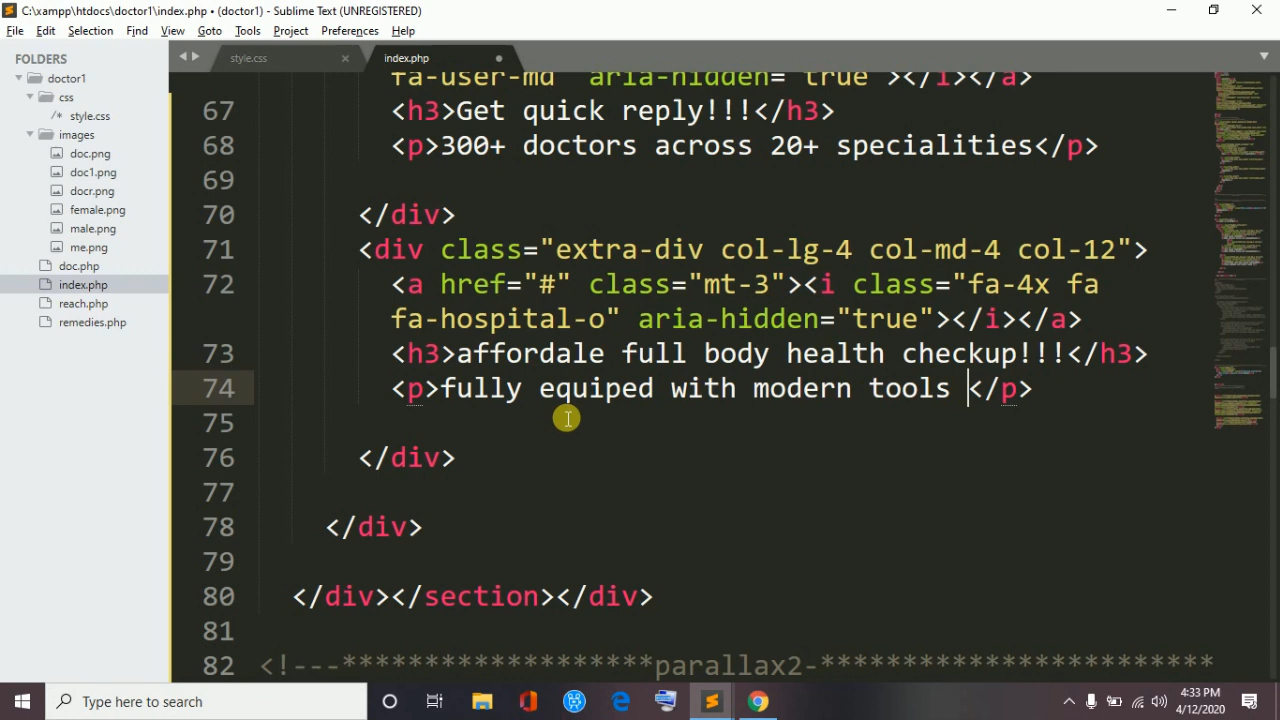 C:\xampp\htdocs\doctor1\index.php • (doctor1) - Sublime Text (UNREGISTERED)
File Edit Selection Find View Goto Tools Project Preferences Help
FOLDERS
doctor1
css
/* style.css
images
doc.png
doc1.png
docr.png
female.png
male.png
me.png
doc.php
index.php
reach.php
remedies.php
style.css index.php
fa-user-md" aria-hidden="true"></i></a>
67 <h3>Get quick reply!!!</h3>
68 <p>300+ doctors across 20+ specialities</p>
69
70 </div>
71 <div class="extra-div col-lg-4 col-md-4 col-12">
72 <a href="#" class="mt-3 "><i class="fa-4x fa
fa-hospital-o" aria-hidden="true"></i></a>
73 <h3>affordale full body health checkup!!!</h3>
74 <p>fully equiped with modern tools </p>
75
76 </div>
77
78 </div>
79
80 </div></section></div>
81
82 <!---*******************parallax2-************************
Type here to search
4:33 PM
4/12/2020